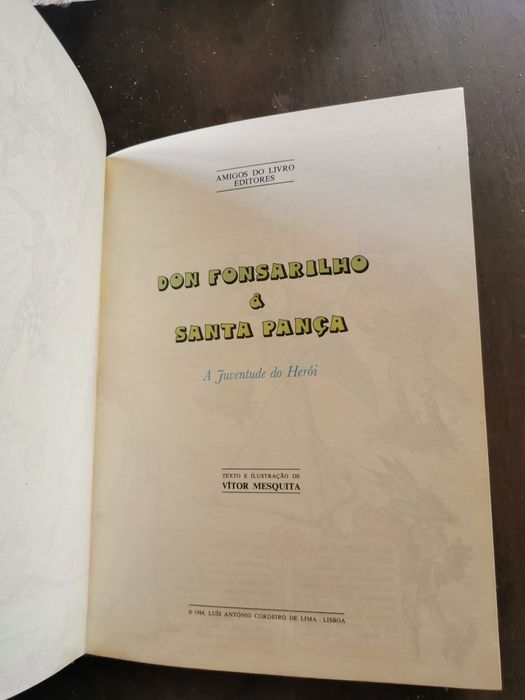 AMIGOS DO LIVRO
EDITORES
DON FONSARILHO
&
SANTA PANÇA
A Juventude do Herói
TEXTO E ILUSTRAÇÃO DE
VÍTOR MESQUITA
© 1984, LUÍS ANTÓNIO CORDEIRO DE LIMA - LISBOA